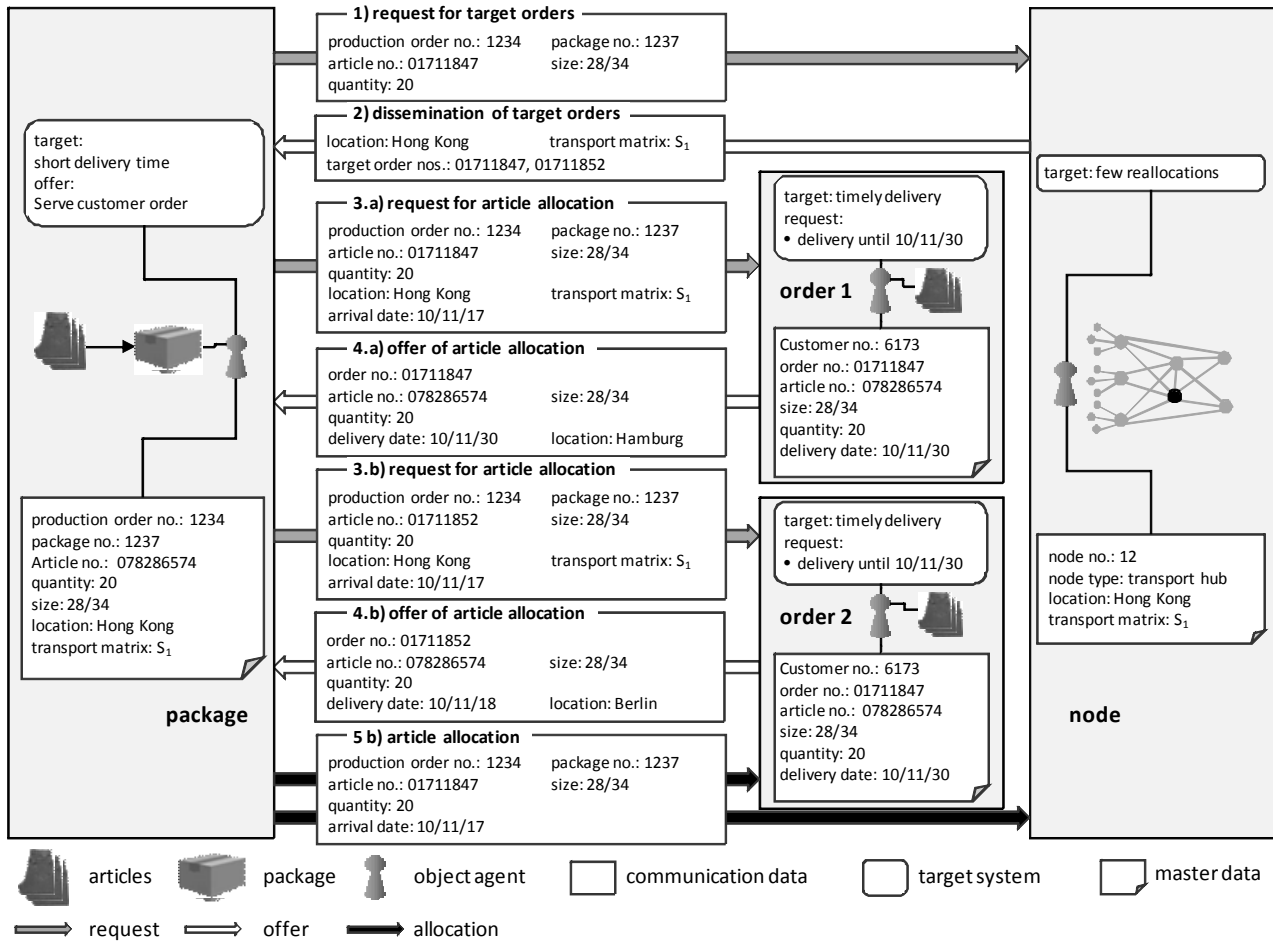 1) request for target orders
production order no.: 1234 package no.: 1237
article no.: 01711847 size: 28/34
quantity: 20
2) dissemination of target orders
location: Hong Kong transport matrix: S₁
target order nos.: 01711847, 01711852
target:
short delivery time
offer:
Serve customer order
target: few reallocations
3.a) request for article allocation
production order no.: 1234 package no.: 1237
article no.: 01711847 size: 28/34
quantity: 20
location: Hong Kong transport matrix: S₁
arrival date: 10/11/17
target: timely delivery
request:
• delivery until 10/11/30
order 1
4.a) offer of article allocation
order no.: 01711847
article no.: 078286574 size: 28/34
quantity: 20
delivery date: 10/11/30 location: Hamburg
Customer no.: 6173
order no.: 01711847
article no.: 078286574
size: 28/34
quantity: 20
delivery date: 10/11/30
3.b) request for article allocation
production order no.: 1234 package no.: 1237
article no.: 01711852 size: 28/34
quantity: 20
location: Hong Kong transport matrix: S₁
arrival date: 10/11/17
target: timely delivery
request:
• delivery until 10/11/30
order 2
production order no.: 1234
package no.: 1237
Article no.: 078286574
quantity: 20
size: 28/34
location: Hong Kong
transport matrix: S₁
package
node no.: 12
node type: transport hub
location: Hong Kong
transport matrix: S₁
node
4.b) offer of article allocation
order no.: 01711852
article no.: 078286574 size: 28/34
quantity: 20
delivery date: 10/11/18 location: Berlin
Customer no.: 6173
order no.: 01711847
article no.: 078286574
size: 28/34
quantity: 20
delivery date: 10/11/30
5 b) article allocation
production order no.: 1234 package no.: 1237
article no.: 01711847 size: 28/34
quantity: 20
arrival date: 10/11/17
articles package object agent communication data target system master data
request offer allocation